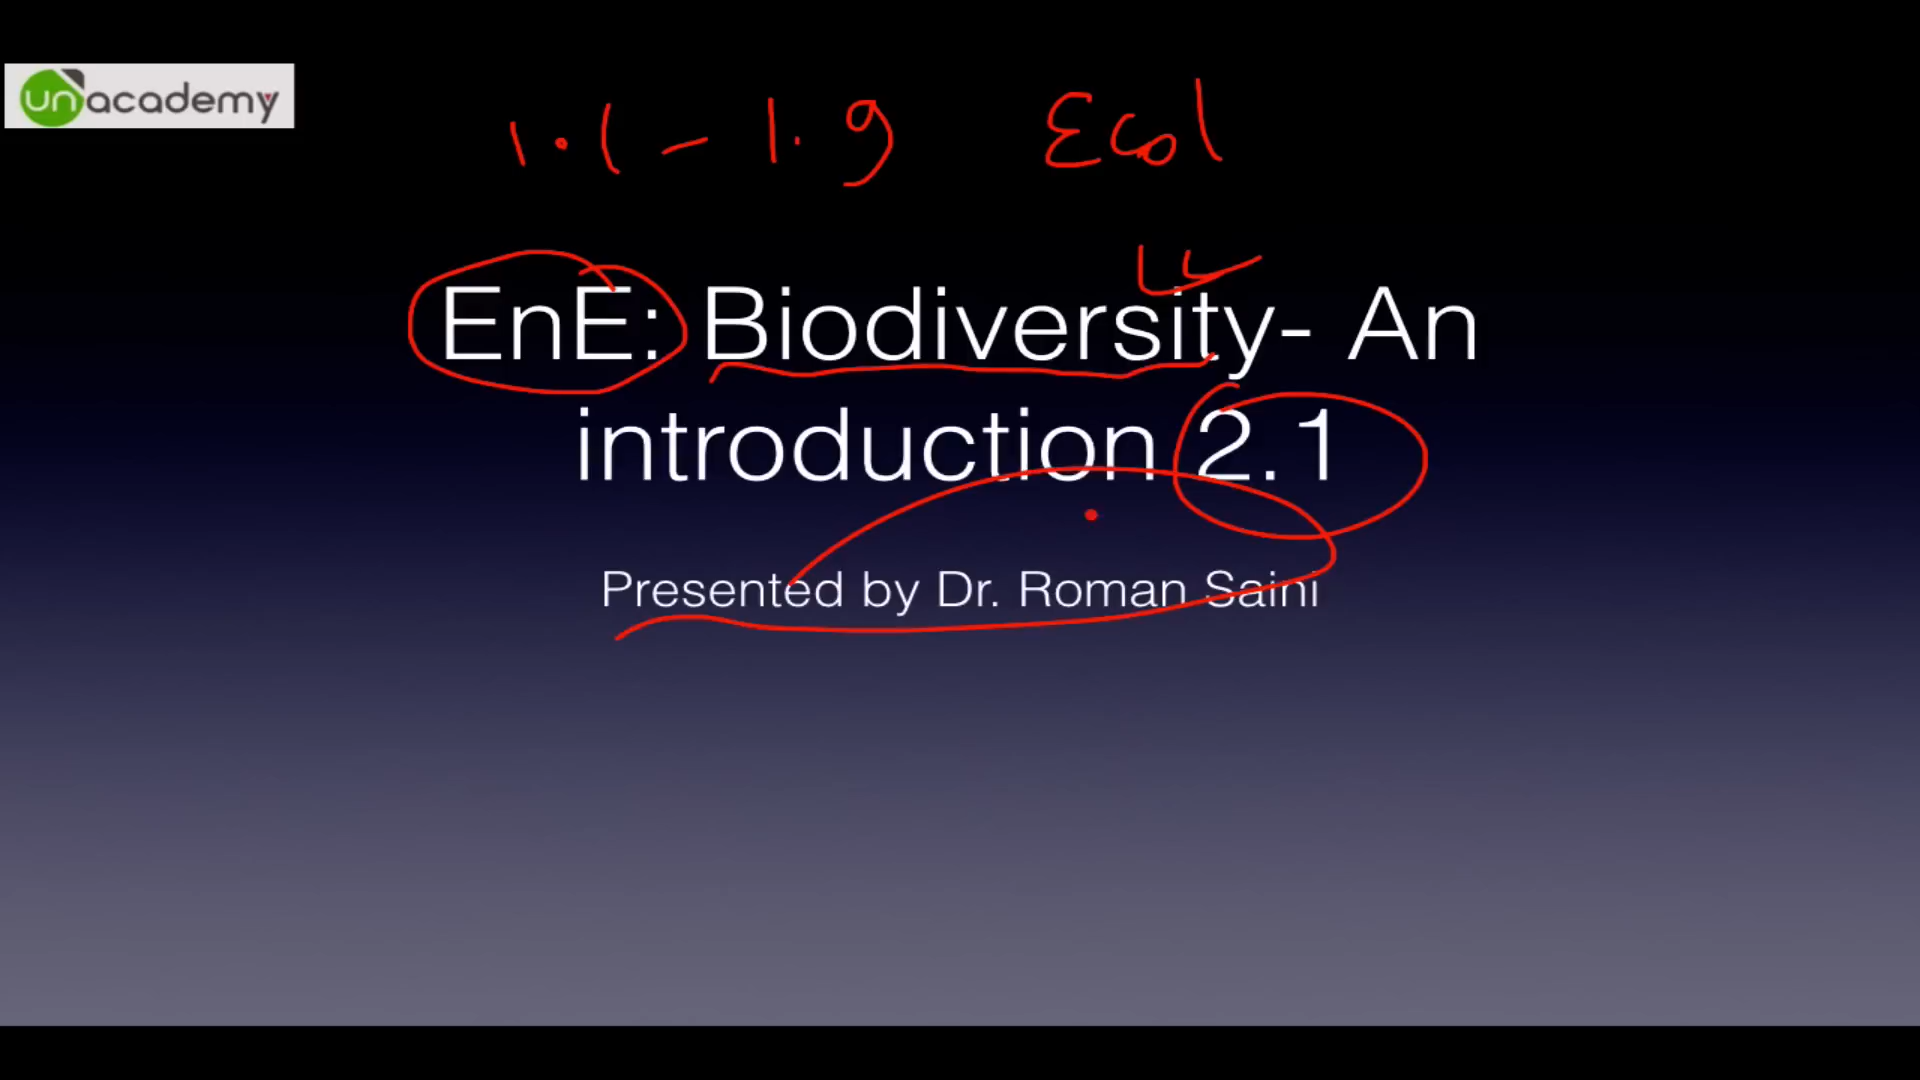 unacademy
1.1 - 1.9 Ecol
EnE: Biodiversity- An
introduction 2.1
Presented by Dr. Roman Saini